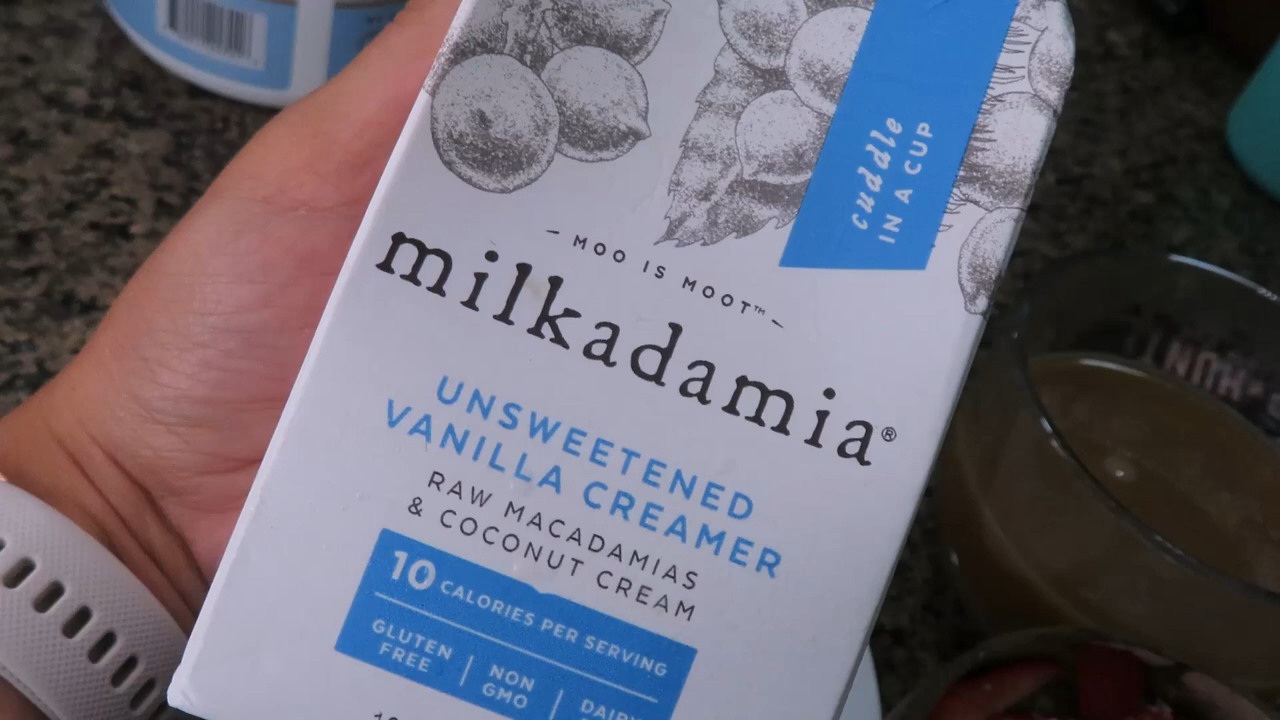 cuddle
IN A CUP
– MOO IS MOOT™ –
milkadamia®
UNSWEETENED
VANILLA CREAMER
RAW MACADAMIAS
& COCONUT CREAM
10 CALORIES PER SERVING
GLUTEN
FREE
NON
GMO